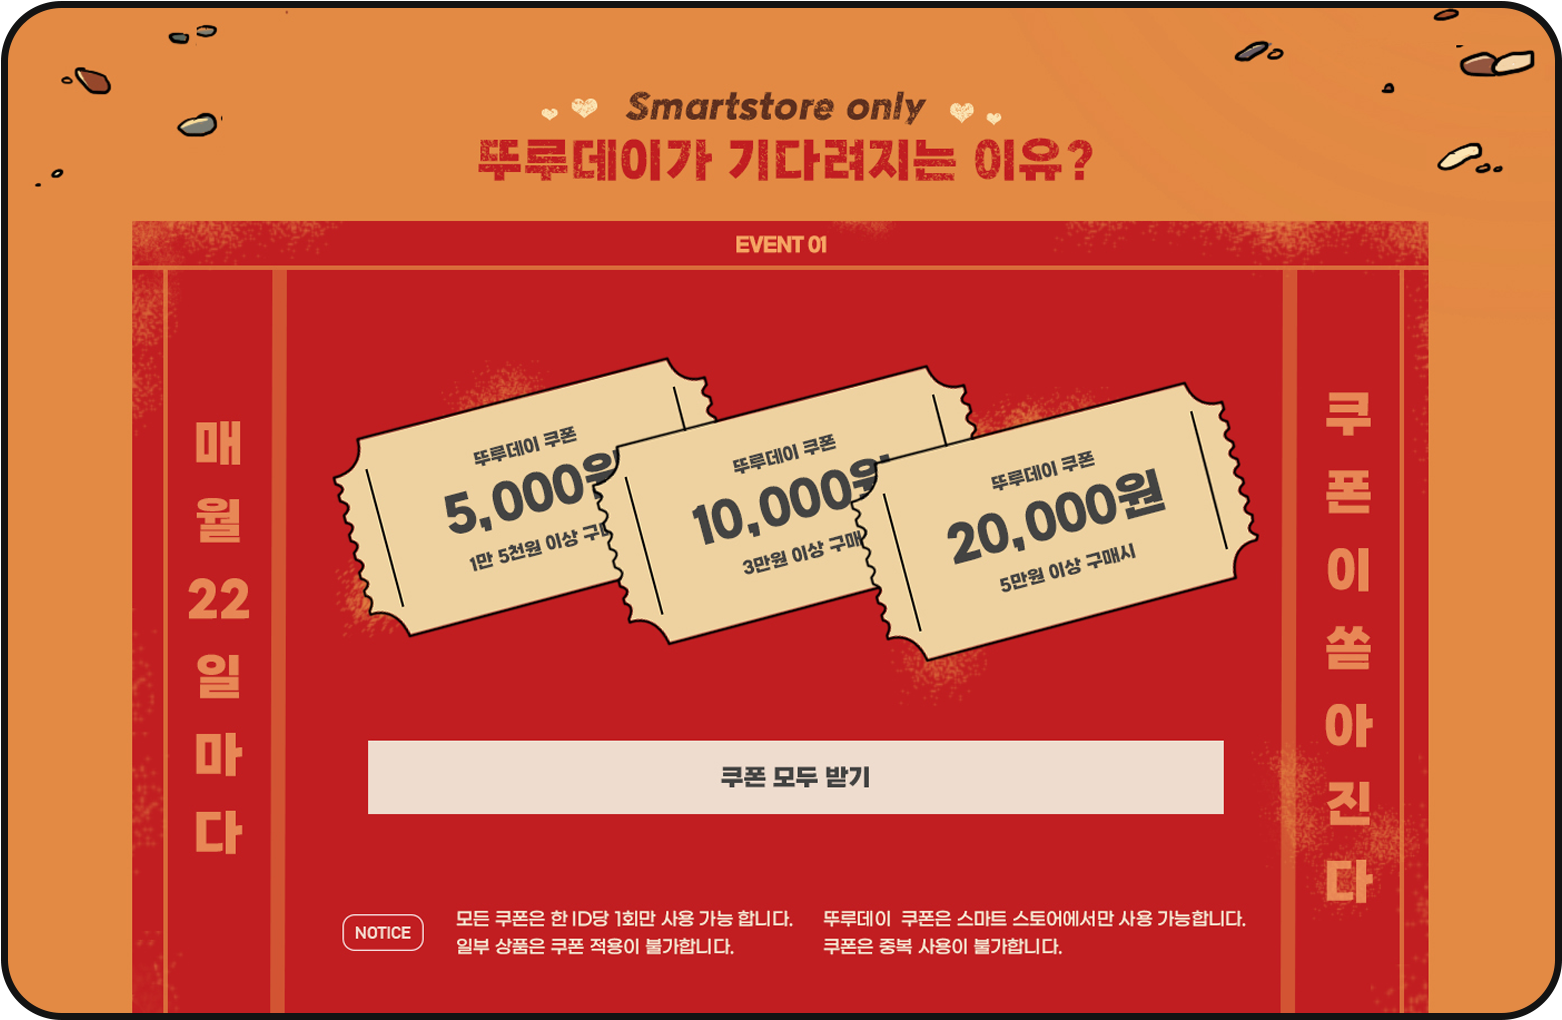 Smartstore only
뚜루데이가 기다려지는 이유?
EVENT 01
매월 22일마다
쿠폰이 쏟아진다
뚜루데이 쿠폰
5,000원
1만 5천원 이상
뚜루데이 쿠폰
10,000원
3만원 이상 구매
뚜루데이 쿠폰
20,000원
5만원 이상 구매시
쿠폰 모두 받기
NOTICE
모든 쿠폰은 한 ID당 1회만 사용 가능 합니다.
일부 상품은 쿠폰 적용이 불가합니다.
뚜루데이 쿠폰은 스마트 스토어에서만 사용 가능합니다.
쿠폰은 중복 사용이 불가합니다.